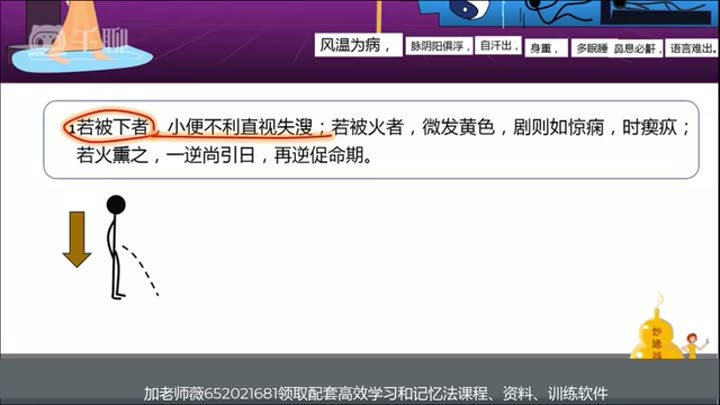 千聊
风温为病，
脉阴阳俱浮，
自汗出，
身重，
多眠睡
鼻息必鼾，
语言难出。
1若被下者，小便不利直视失溲；若被火者，微发黄色，剧则如惊痫，时瘈疭；
若火熏之，一逆尚引日，再逆促命期。
加老师薇652021681领取配套高效学习和记忆法课程、资料、训练软件